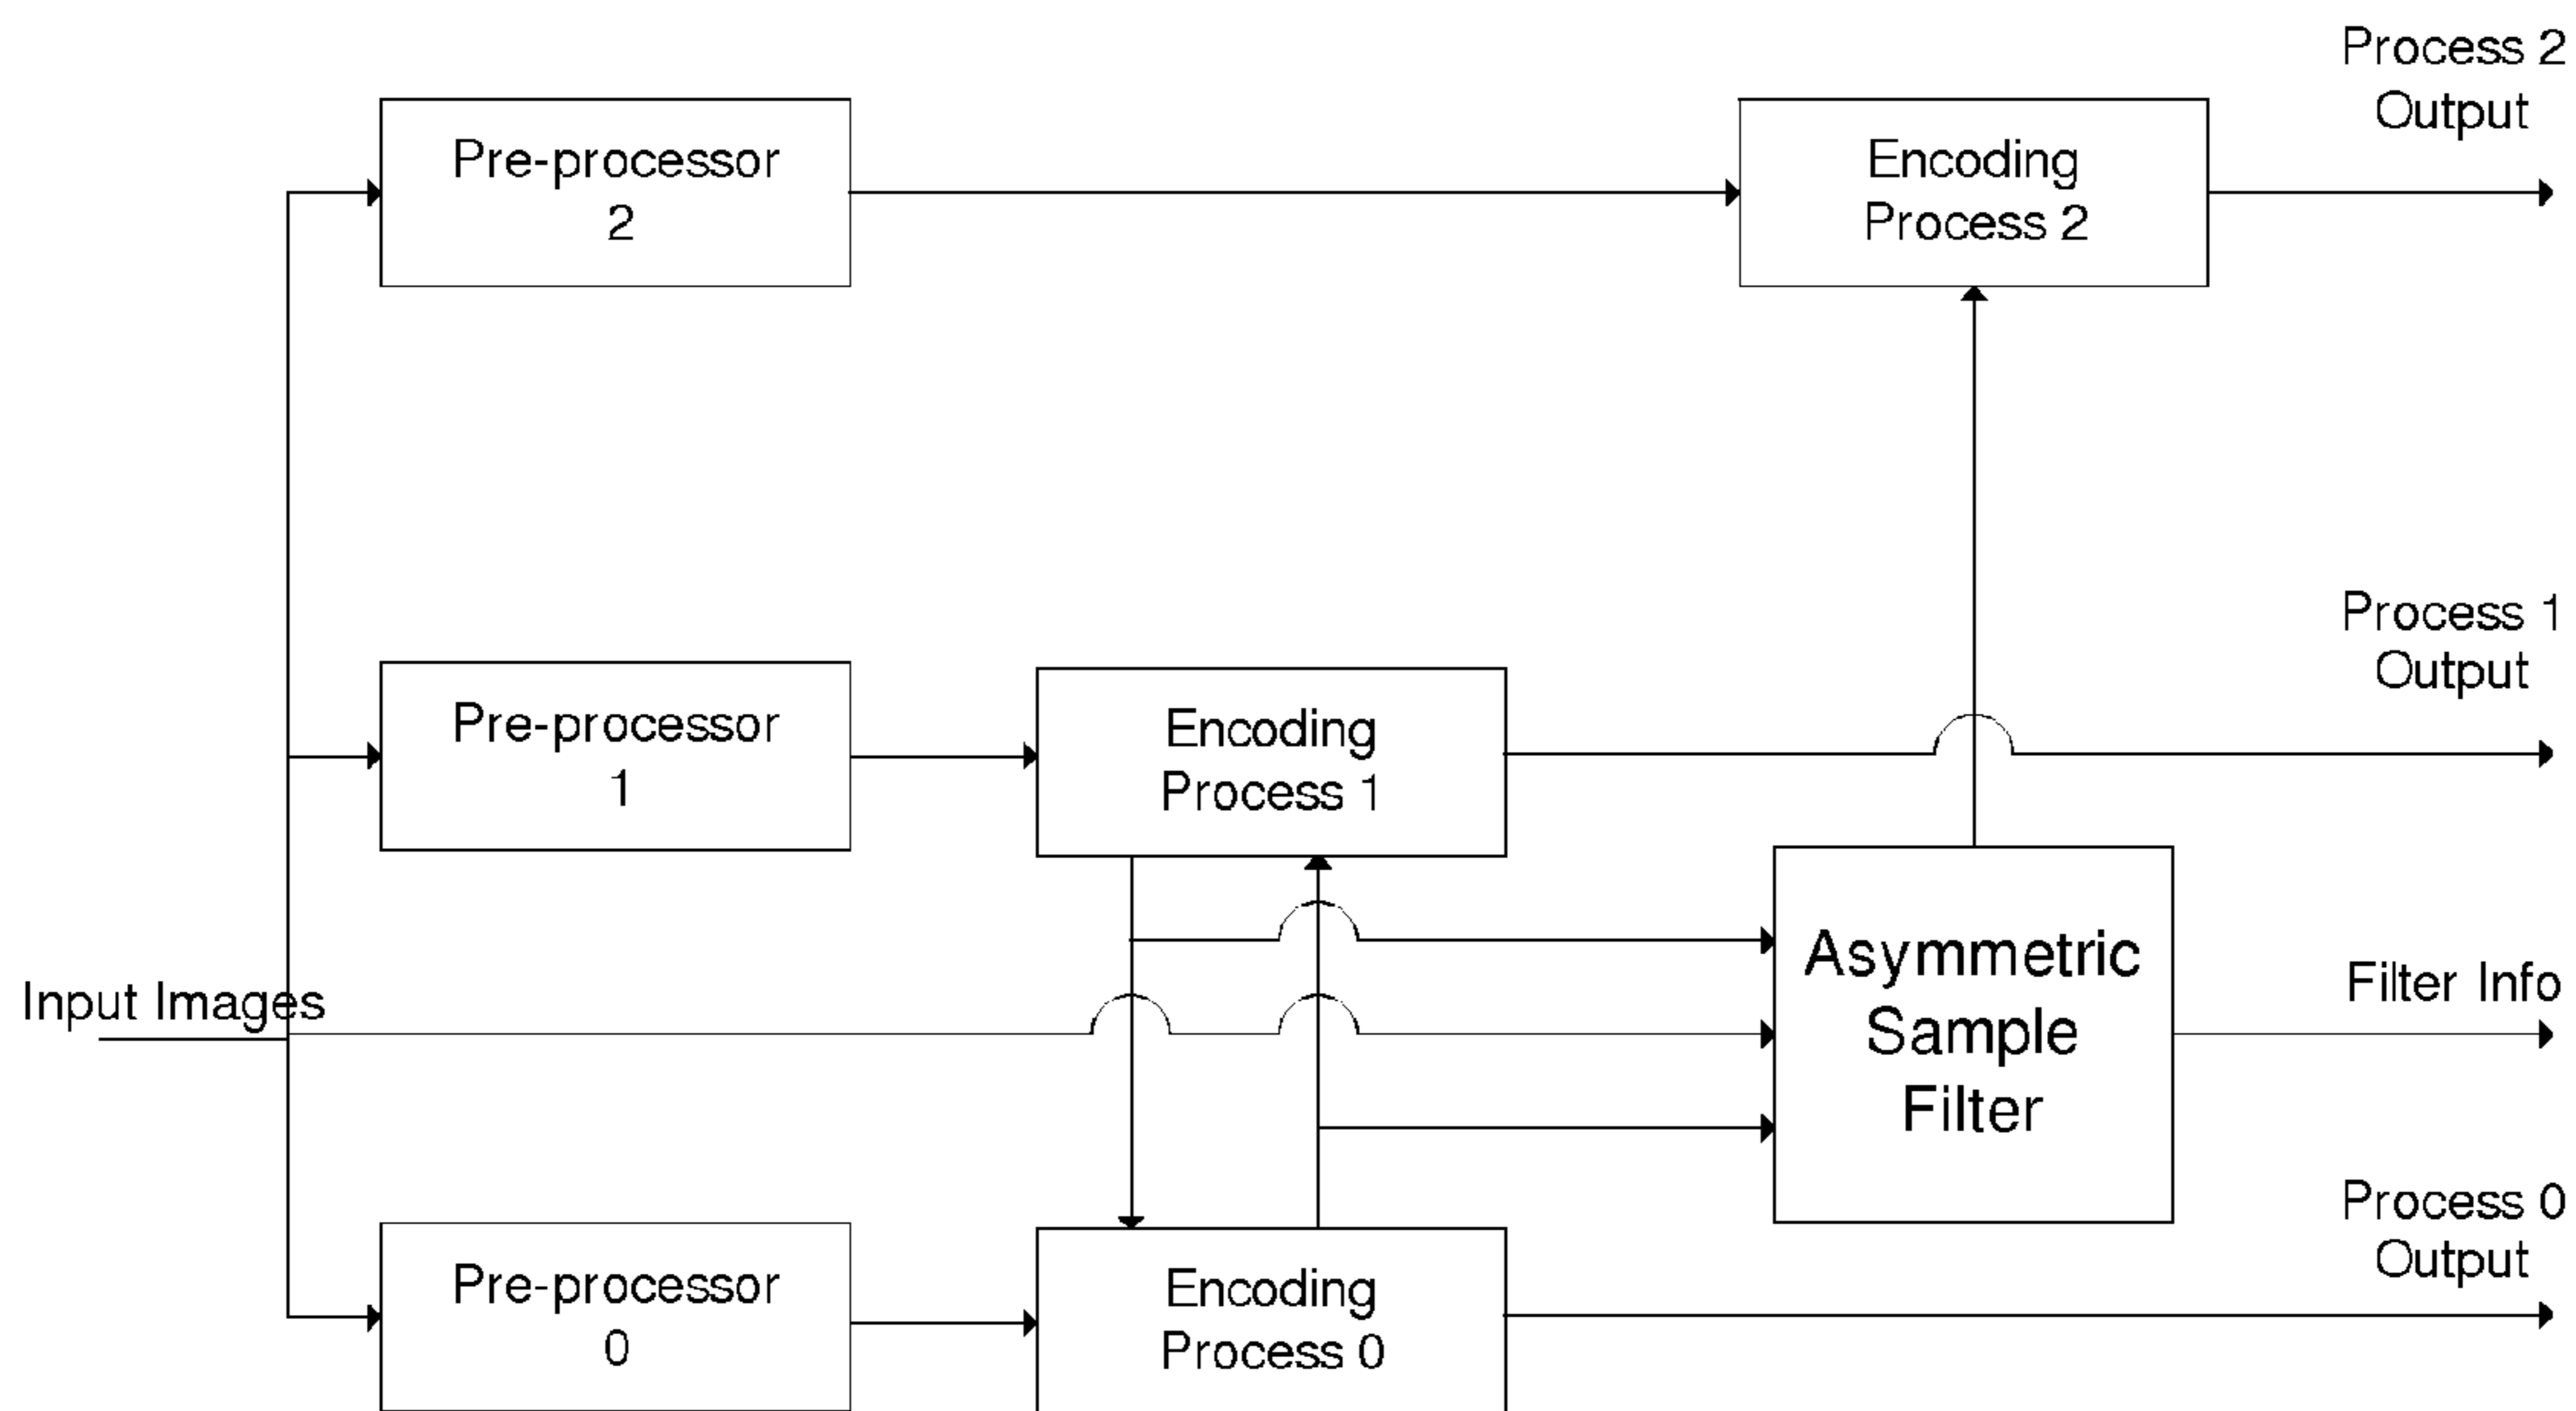 Process 2
Output
Pre-processor
2
Encoding
Process 2
Process 1
Output
Pre-processor
1
Encoding
Process 1
Input Images
Asymmetric
Sample
Filter
Filter Info
Process 0
Output
Pre-processor
0
Encoding
Process 0